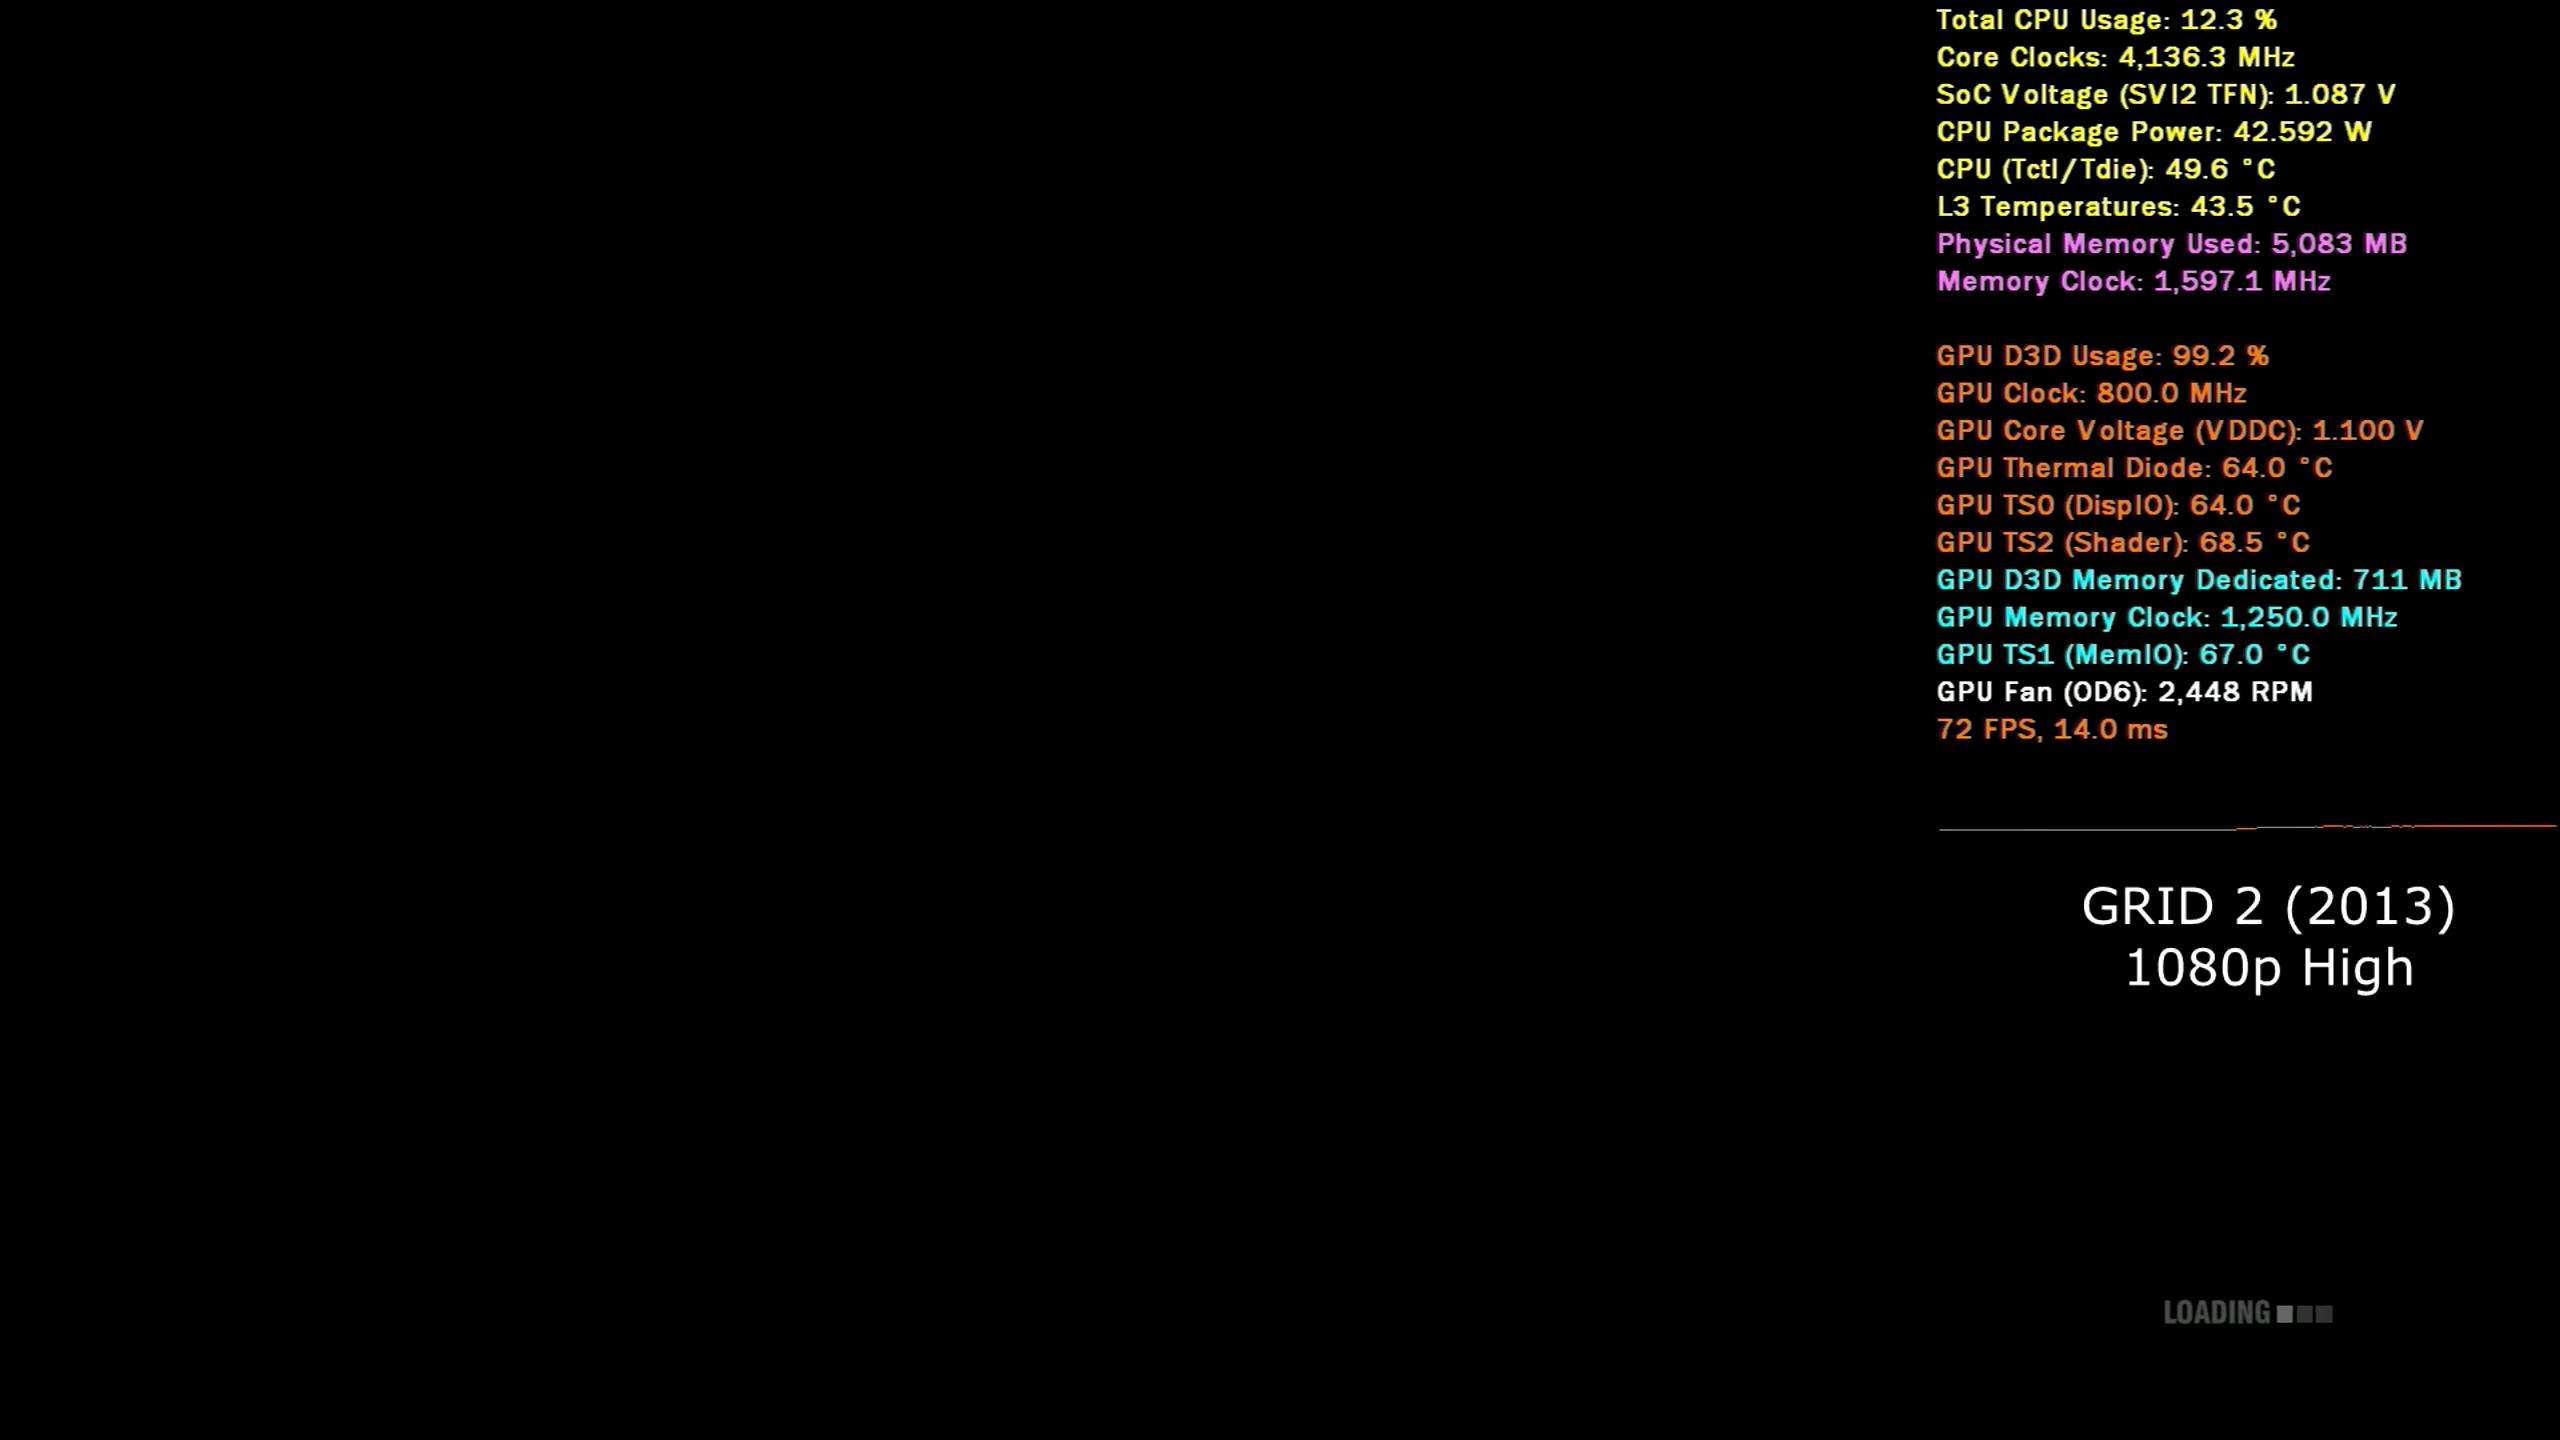 Total CPU Usage: 12.3 %
Core Clocks: 4,136.3 MHz
SoC Voltage (SVI2 TFN): 1.087 V
CPU Package Power: 42.592 W
CPU (Tctl/Tdie): 49.6 °C
L3 Temperatures: 43.5 °C
Physical Memory Used: 5,083 MB
Memory Clock: 1,597.1 MHz
GPU D3D Usage: 99.2 %
GPU Clock: 800.0 MHz
GPU Core Voltage (VDDC): 1.100 V
GPU Thermal Diode: 64.0 °C
GPU TS0 (DispIO): 64.0 °C
GPU TS2 (Shader): 68.5 °C
GPU D3D Memory Dedicated: 711 MB
GPU Memory Clock: 1,250.0 MHz
GPU TS1 (MemIO): 67.0 °C
GPU Fan (OD6): 2,448 RPM
72 FPS, 14.0 ms
GRID 2 (2013)
1080p High
LOADING